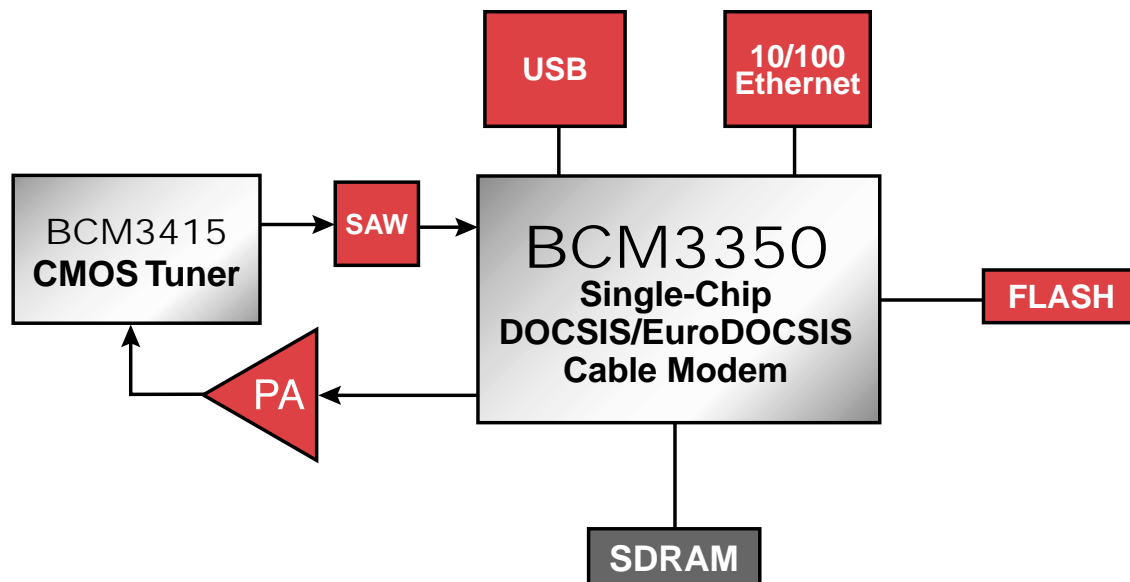 USB
10/100
Ethernet
BCM3415
CMOS Tuner
SAW
BCM3350
Single-Chip
DOCSIS/EuroDOCSIS
Cable Modem
FLASH
PA
SDRAM